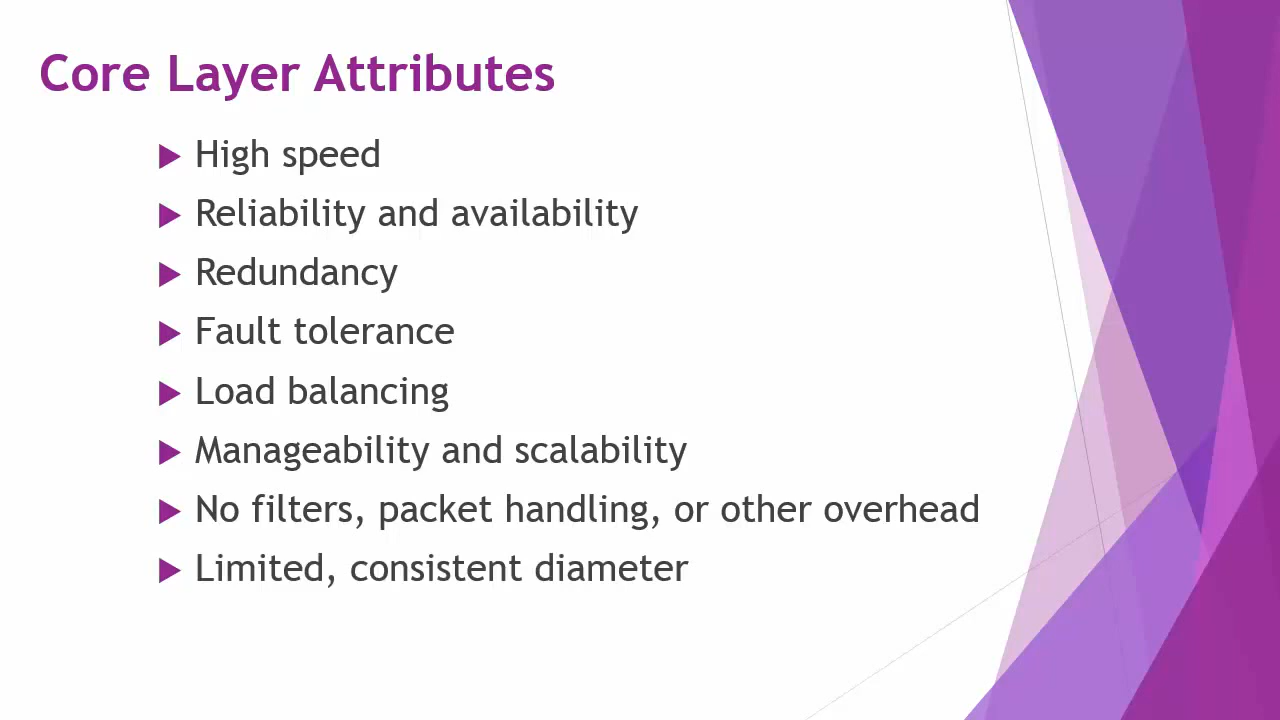 Core Layer Attributes
High speed
Reliability and availability
Redundancy
Fault tolerance
Load balancing
Manageability and scalability
No filters, packet handling, or other overhead
Limited, consistent diameter